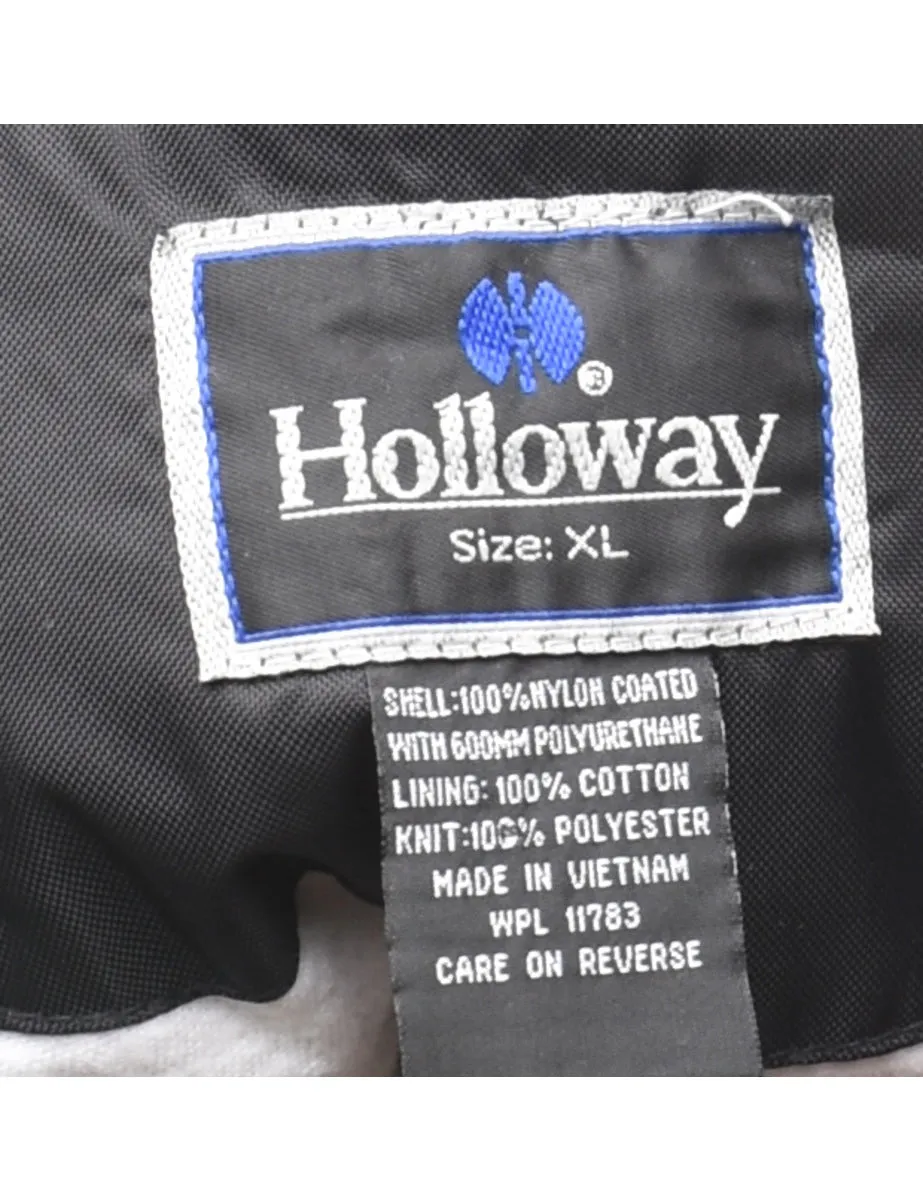 ®
Holloway
Size: XL
SHELL:100%NYLON COATED
WITH 600MM POLYURETHANE
LINING: 100% COTTON
KNIT:100% POLYESTER
MADE IN VIETNAM
WPL 11783
CARE ON REVERSE